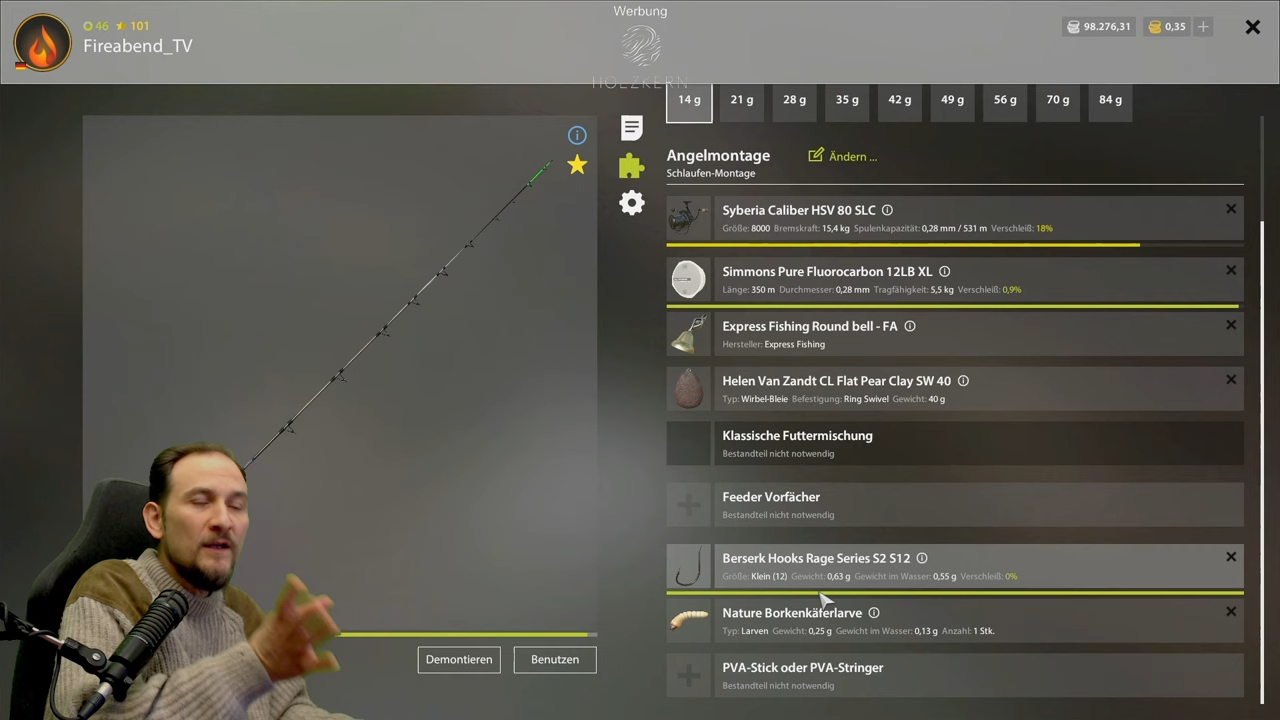 Werbung
46 101
Fireabend_TV
HOLZKERN
98.276,31
0,35
14 g 21 g 28 g 35 g 42 g 49 g 56 g 70 g 84 g
Angelmontage
Ändern ...
Schlaufen-Montage
Syberia Caliber HSV 80 SLC
Größe: 8000 Bremskraft: 15,4 kg Spulenkapazität: 0,28 mm / 531 m Verschleiß: 18%
Simmons Pure Fluorocarbon 12LB XL
Länge: 350 m Durchmesser: 0,28 mm Tragfähigkeit: 5,5 kg Verschleiß: 0,9%
Express Fishing Round bell - FA
Hersteller: Express Fishing
Helen Van Zandt CL Flat Pear Clay SW 40
Typ: Wirbel-Bleie Befestigung: Ring Swivel Gewicht: 40 g
Klassische Futtermischung
Bestandteil nicht notwendig
Feeder Vorfächer
Bestandteil nicht notwendig
Berserk Hooks Rage Series S2 S12
Größe: Klein (12) Gewicht: 0,63 g Gewicht im Wasser: 0,55 g Verschleiß: 0%
Nature Borkenkäferlarve
Typ: Larven Gewicht: 0,25 g Gewicht im Wasser: 0,13 g Anzahl: 1 Stk.
PVA-Stick oder PVA-Stringer
Bestandteil nicht notwendig
Demontieren
Benutzen